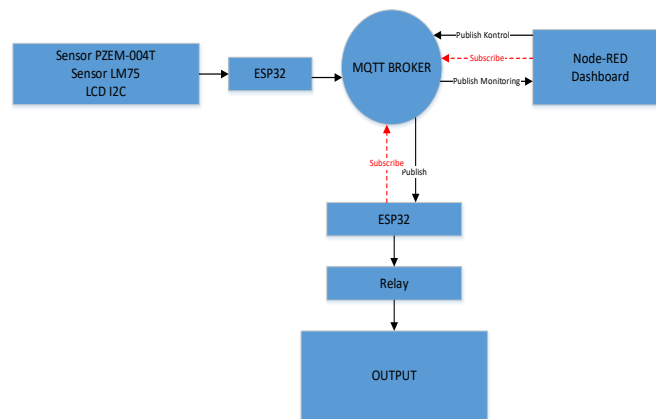 Sensor PZEM-004T
Sensor LM75
LCD I2C
ESP32
MQTT BROKER
Publish Kontrol
Subscribe
Publish Monitoring
Node-RED
Dashboard
Subscribe
Publish
ESP32
Relay
OUTPUT